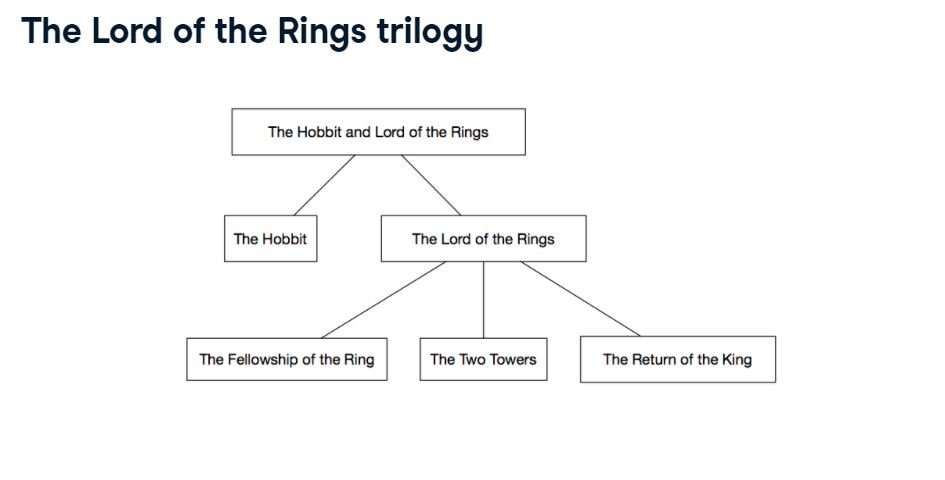 The Lord of the Rings trilogy
The Hobbit and Lord of the Rings
The Hobbit
The Lord of the Rings
The Fellowship of the Ring
The Two Towers
The Return of the King